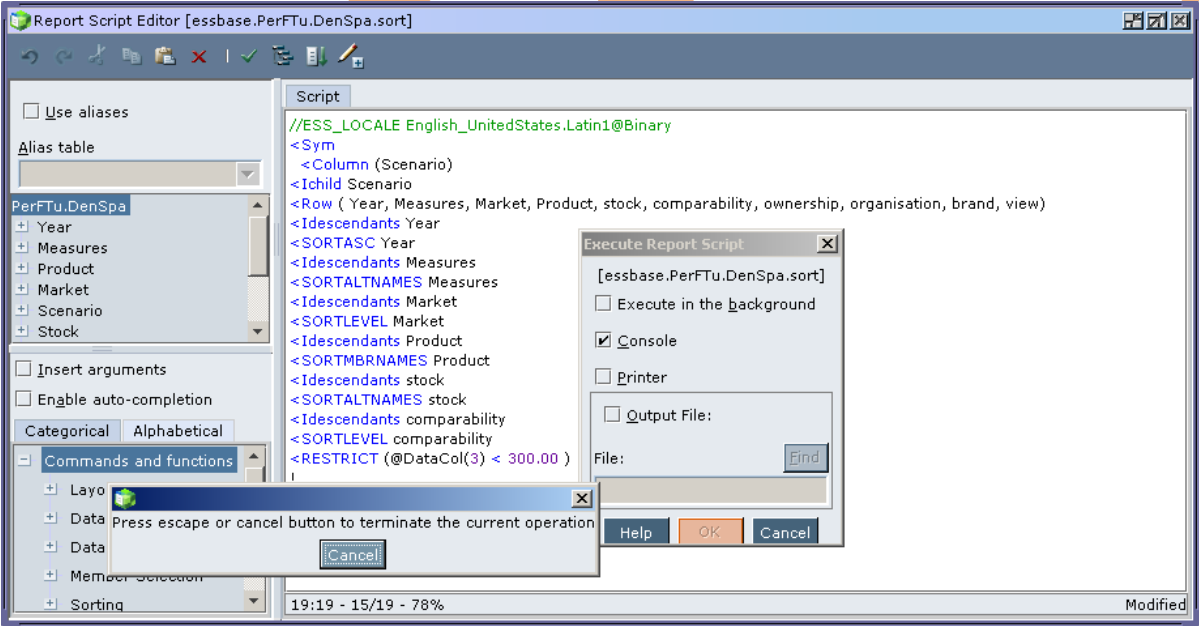 Report Script Editor [essbase.PerFTu.DenSpa.sort]
Use aliases
Alias table
PerFTu.DenSpa
Year
Measures
Product
Market
Scenario
Stock
Insert arguments
Enable auto-completion
Categorical Alphabetical
Commands and functions
Layo
Data
Data
Member Selection
Sorting
Script
//ESS_LOCALE English_UnitedStates.Latin1@Binary
<Sym
<Column (Scenario)
<Ichild Scenario
<Row ( Year, Measures, Market, Product, stock, comparability, ownership, organisation, brand, view)
<Idescendants Year
<SORTASC Year
<Idescendants Measures
<SORTALTNAMES Measures
<Idescendants Market
<SORTLEVEL Market
<Idescendants Product
<SORTMBRNAMES Product
<Idescendants stock
<SORTALTNAMES stock
<Idescendants comparability
<SORTLEVEL comparability
<RESTRICT (@DataCol(3) < 300.00 )
Execute Report Script
[essbase.PerFTu.DenSpa.sort]
Execute in the background
Console
Printer
Output File:
File:
Find
Help OK Cancel
Press escape or cancel button to terminate the current operation
Cancel
19:19 - 15/19 - 78%
Modified